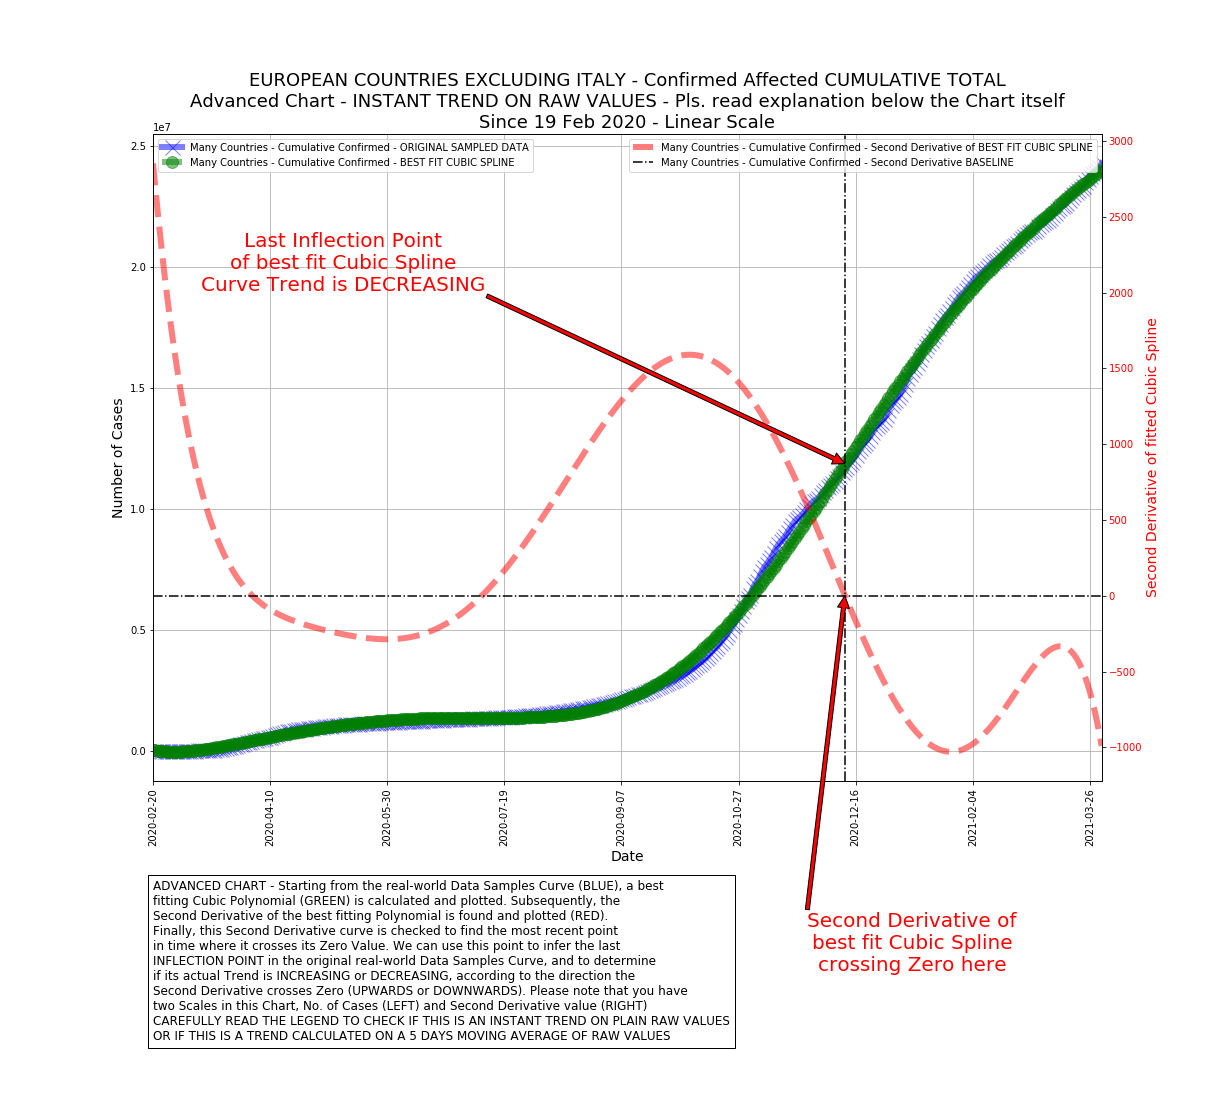 EUROPEAN COUNTRIES EXCLUDING ITALY - Confirmed Affected CUMULATIVE TOTAL
Advanced Chart - INSTANT TREND ON RAW VALUES - Pls. read explanation below the Chart itself
Since 19 Feb 2020 - Linear Scale
1e7
Many Countries - Cumulative Confirmed - ORIGINAL SAMPLED DATA
Many Countries - Cumulative Confirmed - BEST FIT CUBIC SPLINE
Many Countries - Cumulative Confirmed - Second Derivative of BEST FIT CUBIC SPLINE
Many Countries - Cumulative Confirmed - Second Derivative BASELINE
Last Inflection Point
of best fit Cubic Spline
Curve Trend is DECREASING
Number of Cases
2.5
2.0
1.5
1.0
0.5
0.0
3000
2500
2000
1500
1000
500
0
−500
−1000
Second Derivative of fitted Cubic Spline
2020-02-20
2020-04-10
2020-05-30
2020-07-19
2020-09-07
2020-10-27
2020-12-16
2021-02-04
2021-03-26
Date
ADVANCED CHART - Starting from the real-world Data Samples Curve (BLUE), a best
fitting Cubic Polynomial (GREEN) is calculated and plotted. Subsequently, the
Second Derivative of the best fitting Polynomial is found and plotted (RED).
Finally, this Second Derivative curve is checked to find the most recent point
in time where it crosses its Zero Value. We can use this point to infer the last
INFLECTION POINT in the original real-world Data Samples Curve, and to determine
if its actual Trend is INCREASING or DECREASING, according to the direction the
Second Derivative crosses Zero (UPWARDS or DOWNWARDS). Please note that you have
two Scales in this Chart, No. of Cases (LEFT) and Second Derivative value (RIGHT)
CAREFULLY READ THE LEGEND TO CHECK IF THIS IS AN INSTANT TREND ON PLAIN RAW VALUES
OR IF THIS IS A TREND CALCULATED ON A 5 DAYS MOVING AVERAGE OF RAW VALUES
Second Derivative of
best fit Cubic Spline
crossing Zero here